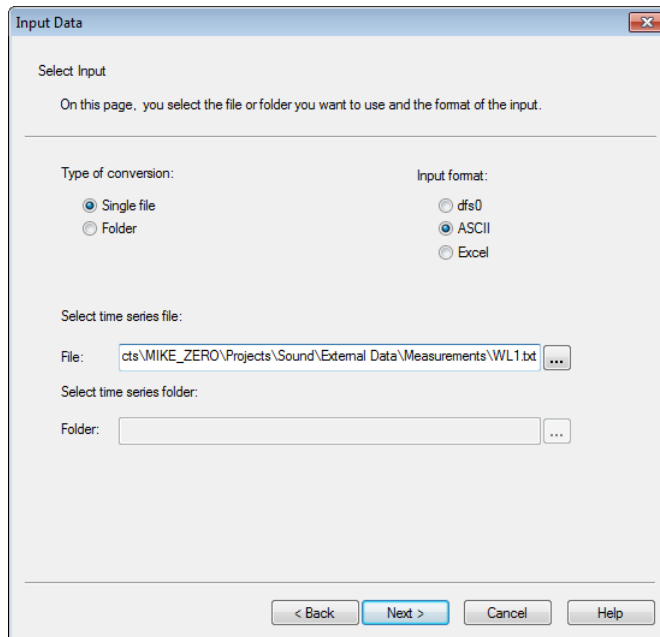 Input Data
Select Input
On this page, you select the file or folder you want to use and the format of the input.
Type of conversion:
Input format:
Single file
dfs0
Folder
ASCII
Excel
Select time series file:
File: cts\MIKE_ZERO\Projects\Sound\External Data\Measurements\WL1.txt ...
Select time series folder:
Folder: ...
< Back Next > Cancel Help